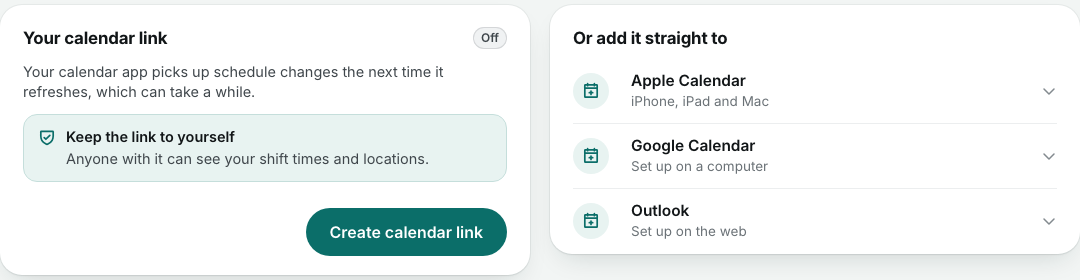 Your calendar link
Off
Your calendar app picks up schedule changes the next time it
refreshes, which can take a while.
Keep the link to yourself
Anyone with it can see your shift times and locations.
Create calendar link
Or add it straight to
Apple Calendar
iPhone, iPad and Mac
Google Calendar
Set up on a computer
Outlook
Set up on the web